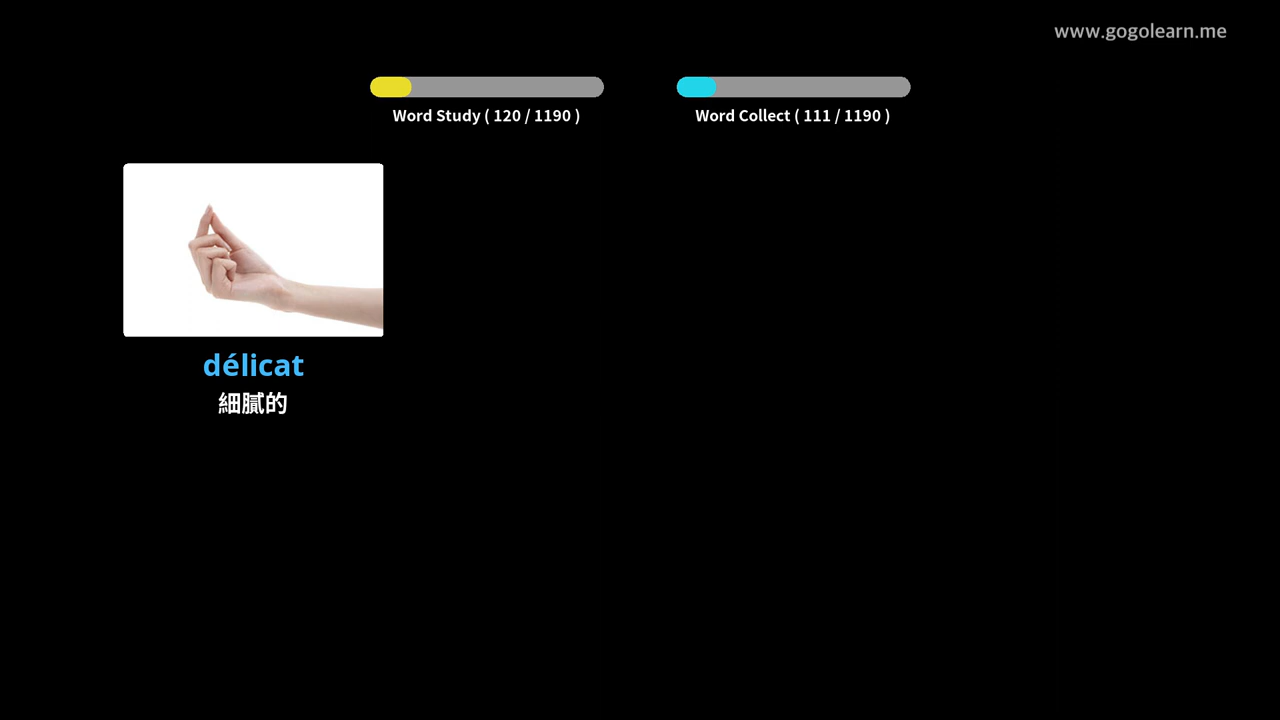 www.gogolearn.me
Word Study ( 120 / 1190 )
Word Collect ( 111 / 1190 )
délicat
細膩的